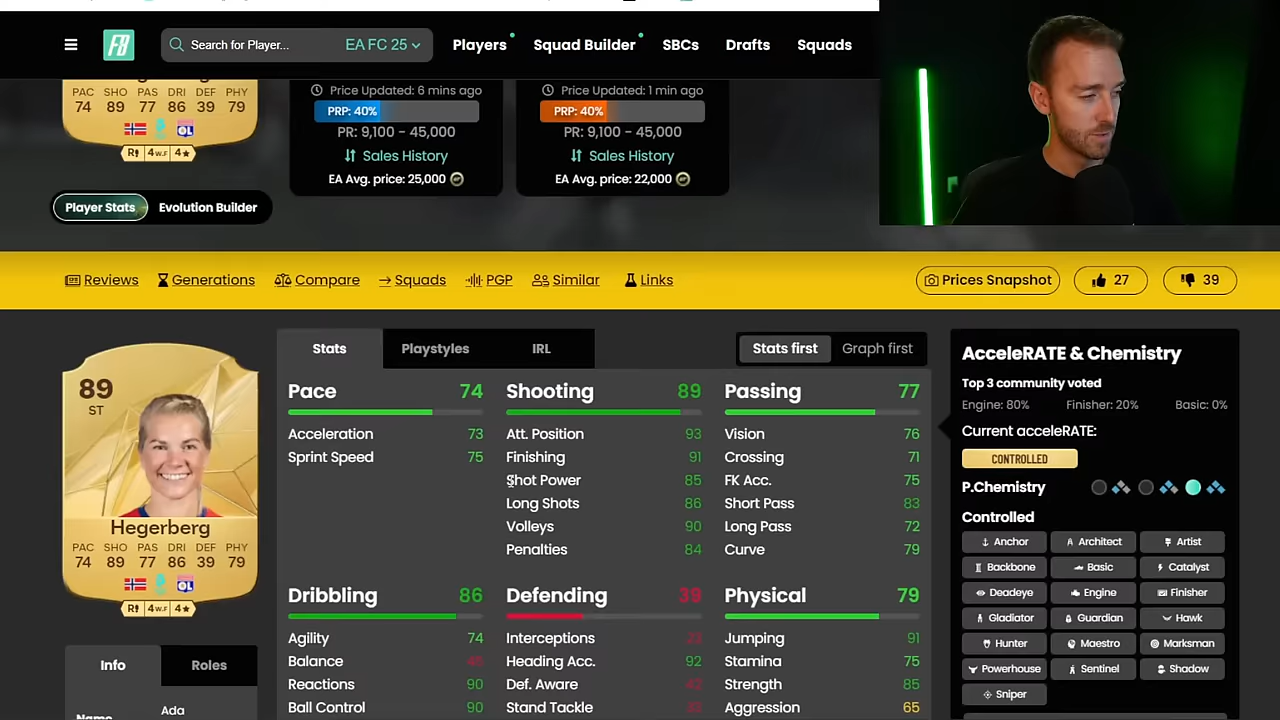 FB
Search for Player...
EA FC 25
Players
Squad Builder
SBCs
Drafts
Squads
PAC SHO PAS DRI DEF PHY
74 89 77 86 39 79
R 4 W.F 4★
Price Updated: 6 mins ago
PRP: 40%
PR: 9,100 - 45,000
Sales History
EA Avg. price: 25,000
Price Updated: 1 min ago
PRP: 40%
PR: 9,100 - 45,000
Sales History
EA Avg. price: 22,000
Player Stats
Evolution Builder
Reviews
Generations
Compare
Squads
PGP
Similar
Links
Prices Snapshot
27
39
89
ST
Hegerberg
PAC SHO PAS DRI DEF PHY
74 89 77 86 39 79
R 4 W.F 4★
Info
Roles
Name
Ada
Stats
Playstyles
IRL
Stats first
Graph first
Pace 74
Acceleration 73
Sprint Speed 75
Shooting 89
Att. Position 93
Finishing 91
Shot Power 85
Long Shots 86
Volleys 90
Penalties 84
Passing 77
Vision 76
Crossing 71
FK Acc. 75
Short Pass 83
Long Pass 72
Curve 79
Dribbling 86
Agility 74
Balance
Reactions 90
Ball Control 90
Defending 39
Interceptions
Heading Acc. 92
Def. Aware
Stand Tackle
Physical 79
Jumping 91
Stamina 75
Strength 85
Aggression 65
AcceleRATE & Chemistry
Top 3 community voted
Engine: 80%
Finisher: 20%
Basic: 0%
Current acceleRATE:
CONTROLLED
P.Chemistry
Controlled
Anchor
Architect
Artist
Backbone
Basic
Catalyst
Deadeye
Engine
Finisher
Gladiator
Guardian
Hawk
Hunter
Maestro
Marksman
Powerhouse
Sentinel
Shadow
Sniper